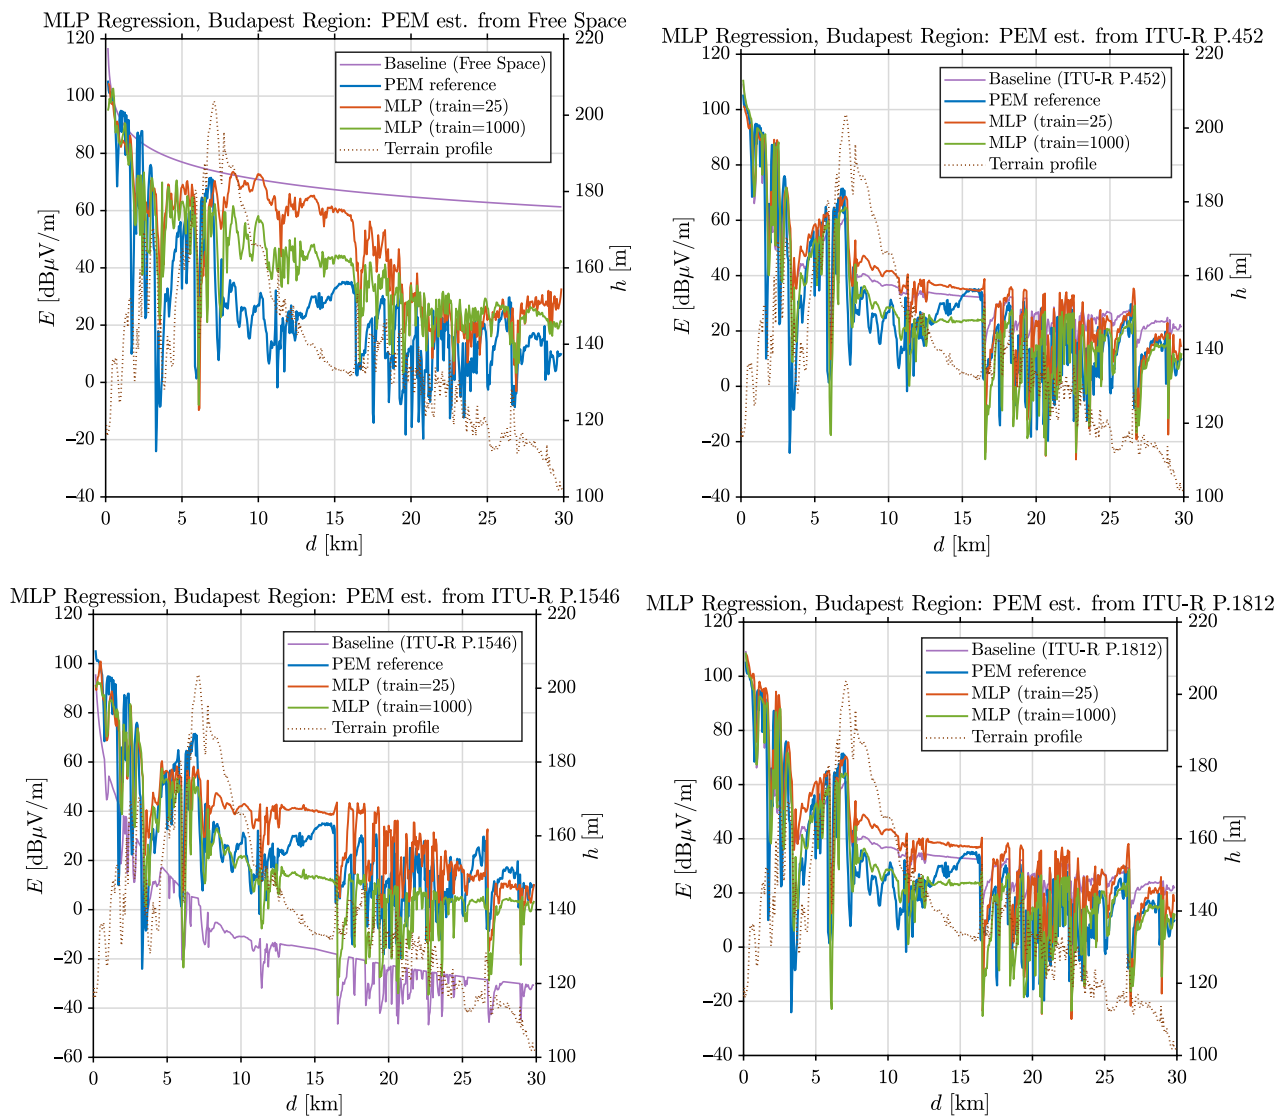 MLP Regression, Budapest Region: PEM est. from Free Space
120
100
80
60
40
20
0
−20
−40
E [dBμV/m]
220
200
180
160
140
120
100
h [m]
Baseline (Free Space)
PEM reference
MLP (train=25)
MLP (train=1000)
Terrain profile
0 5 10 15 20 25 30
d [km]
MLP Regression, Budapest Region: PEM est. from ITU-R P.452
120
100
80
60
40
20
0
−20
−40
E [dBμV/m]
220
200
180
160
140
120
100
h [m]
Baseline (ITU-R P.452)
PEM reference
MLP (train=25)
MLP (train=1000)
Terrain profile
0 5 10 15 20 25 30
d [km]
MLP Regression, Budapest Region: PEM est. from ITU-R P.1546
120
100
80
60
40
20
0
−20
−40
−60
E [dBμV/m]
220
200
180
160
140
120
100
h [m]
Baseline (ITU-R P.1546)
PEM reference
MLP (train=25)
MLP (train=1000)
Terrain profile
0 5 10 15 20 25 30
d [km]
MLP Regression, Budapest Region: PEM est. from ITU-R P.1812
120
100
80
60
40
20
0
−20
−40
E [dBμV/m]
220
200
180
160
140
120
100
h [m]
Baseline (ITU-R P.1812)
PEM reference
MLP (train=25)
MLP (train=1000)
Terrain profile
0 5 10 15 20 25 30
d [km]